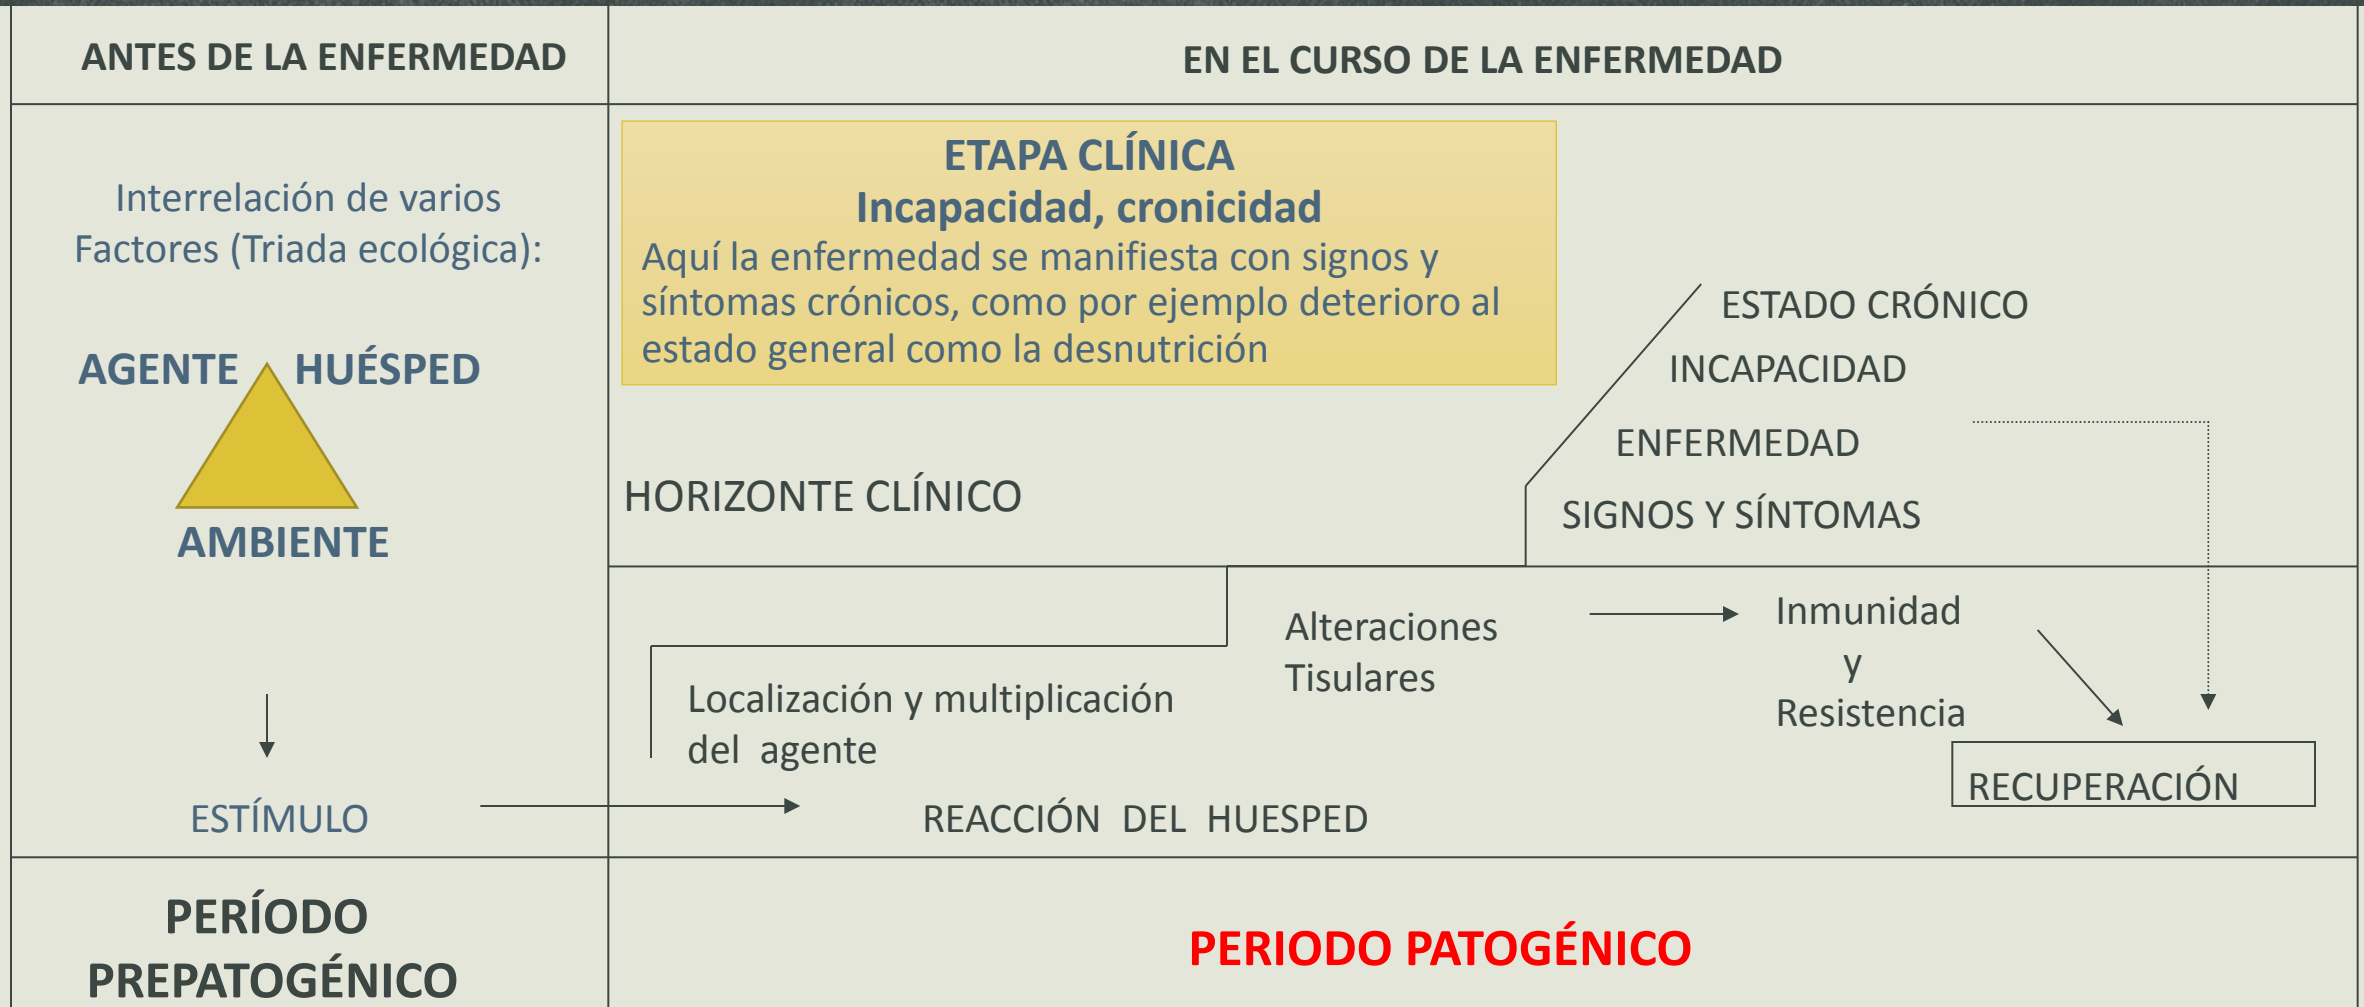 ANTES DE LA ENFERMEDAD
EN EL CURSO DE LA ENFERMEDAD
Interrelación de varios
Factores (Triada ecológica):
AGENTE HUÉSPED
AMBIENTE
ESTÍMULO
ETAPA CLÍNICA
Incapacidad, cronicidad
Aquí la enfermedad se manifiesta con signos y
síntomas crónicos, como por ejemplo deterioro al
estado general como la desnutrición
ESTADO CRÓNICO
INCAPACIDAD
ENFERMEDAD
SIGNOS Y SÍNTOMAS
HORIZONTE CLÍNICO
Localización y multiplicación
del agente
Alteraciones
Tisulares
Inmunidad
y
Resistencia
RECUPERACIÓN
REACCIÓN DEL HUESPED
PERÍODO
PREPATOGÉNICO
PERIODO PATOGÉNICO